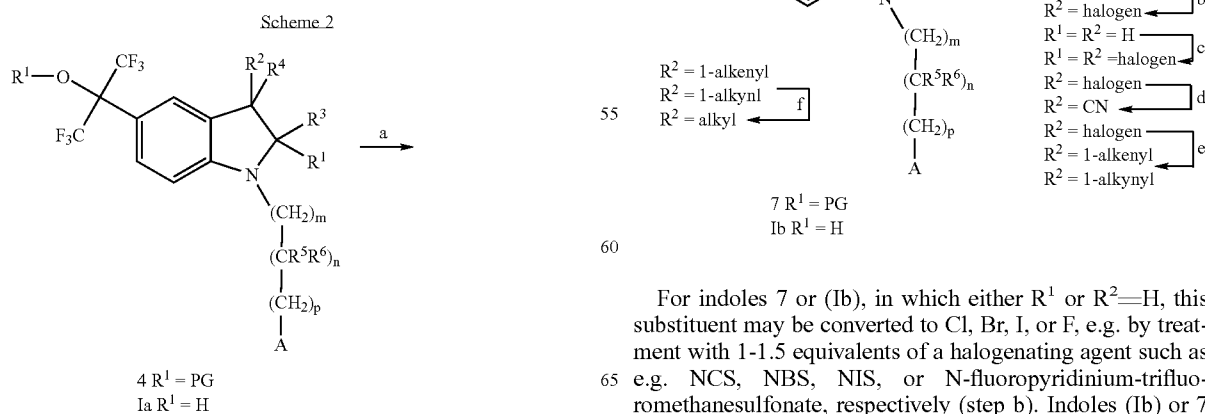 Scheme 2
CF₃
R¹—O
R² R⁴
R³
F₃C
R¹
N
a
(CH₂)m
(CR⁵R⁶)n
(CH₂)p
A
4 R¹ = PG
Ia R¹ = H
R² = 1-alkenyl
R² = 1-alkynl
R² = alkyl
f
55
(CH₂)m
(CR⁵R⁶)n
(CH₂)p
A
7 R¹ = PG
Ib R¹ = H
60
R² = halogen
R¹ = R² = H
c
R¹ = R² =halogen
R² = halogen
d
R² = CN
R² = halogen
e
R² = 1-alkenyl
R² = 1-alkynyl
For indoles 7 or (Ib), in which either R¹ or R²=H, this
substituent may be converted to Cl, Br, I, or F, e.g. by treat-
ment with 1-1.5 equivalents of a halogenating agent such as
65 e.g. NCS, NBS, NIS, or N-fluoropyridinium-trifluo-
romethanesulfonate, respectively (step b). Indoles (Ib) or 7